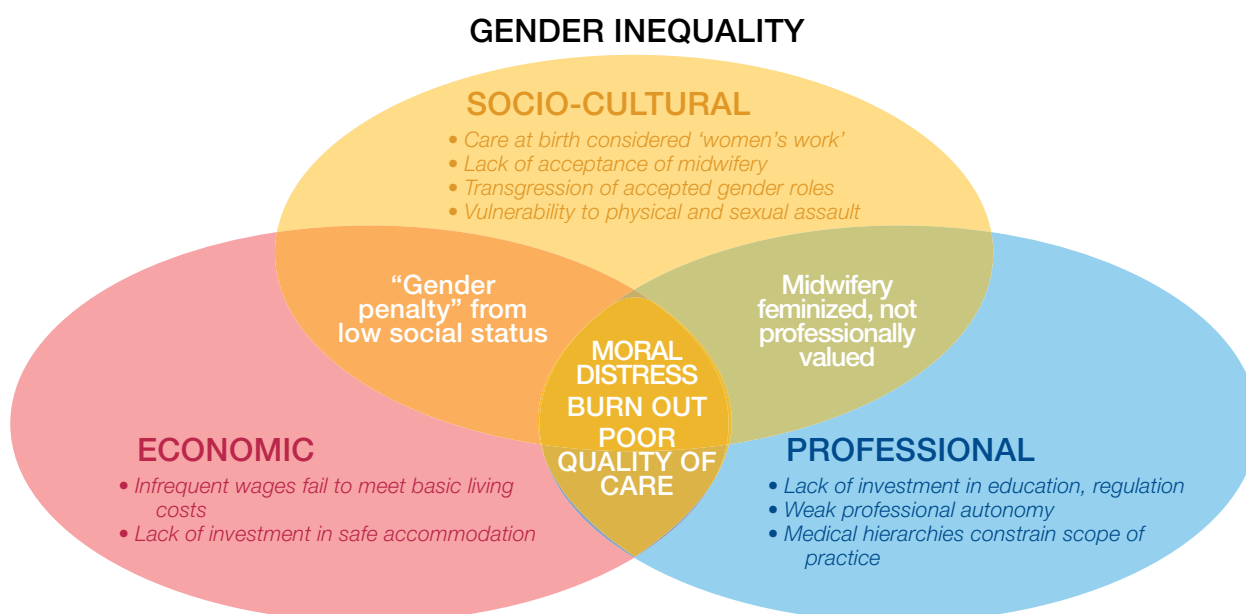 GENDER INEQUALITY
SOCIO-CULTURAL
• Care at birth considered ‘women’s work’
• Lack of acceptance of midwifery
• Transgression of accepted gender roles
• Vulnerability to physical and sexual assault
“Gender
penalty” from
low social status
Midwifery
feminized, not
professionally
valued
MORAL
DISTRESS
BURN OUT
POOR
QUALITY OF
CARE
ECONOMIC
• Infrequent wages fail to meet basic living
costs
• Lack of investment in safe accommodation
PROFESSIONAL
• Lack of investment in education, regulation
• Weak professional autonomy
• Medical hierarchies constrain scope of
practice